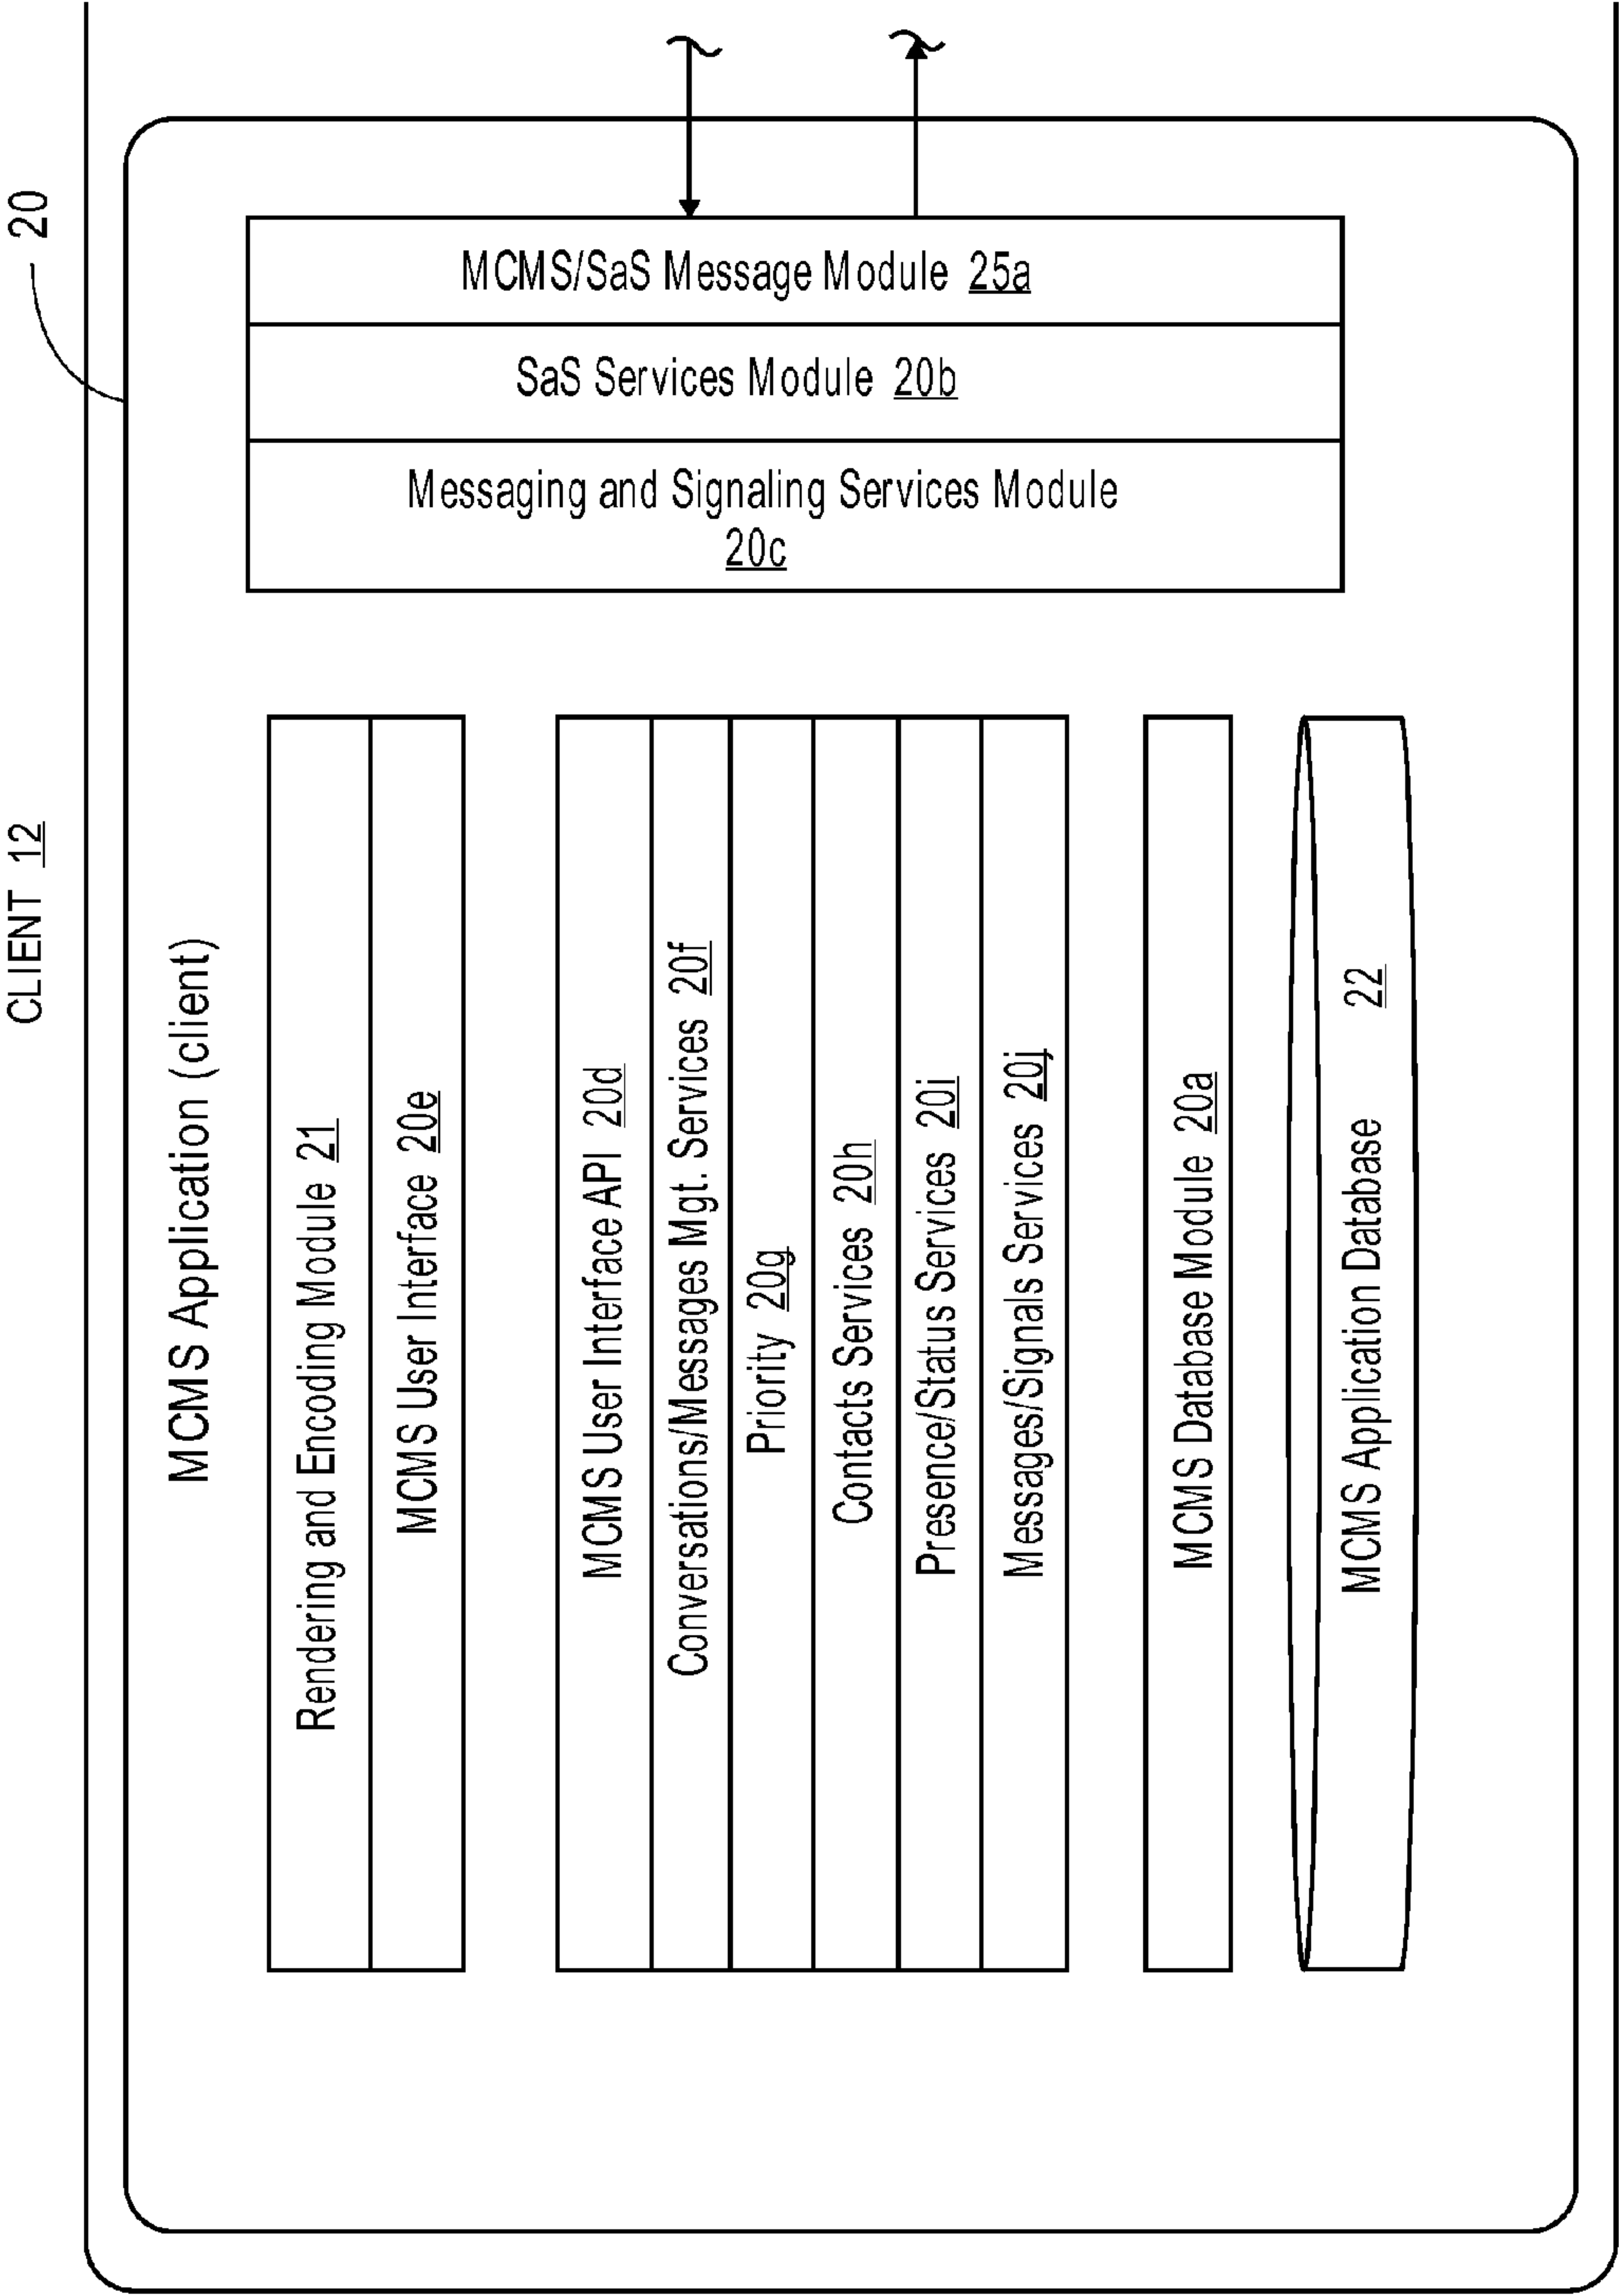 CLIENT 12
20
MCMS Application (client)
Rendering and Encoding Module 21
MCMS User Interface 20e
MCMS User Interface API 20d
Conversations/Messages Mgt. Services 20f
Priority 20g
Contacts Services 20h
Presence/Status Services 20i
Messages/Signals Services 20j
MCMS Database Module 20a
MCMS Application Database 22
MCMS/SaS Message Module 25a
SaS Services Module 20b
Messaging and Signaling Services Module
20c